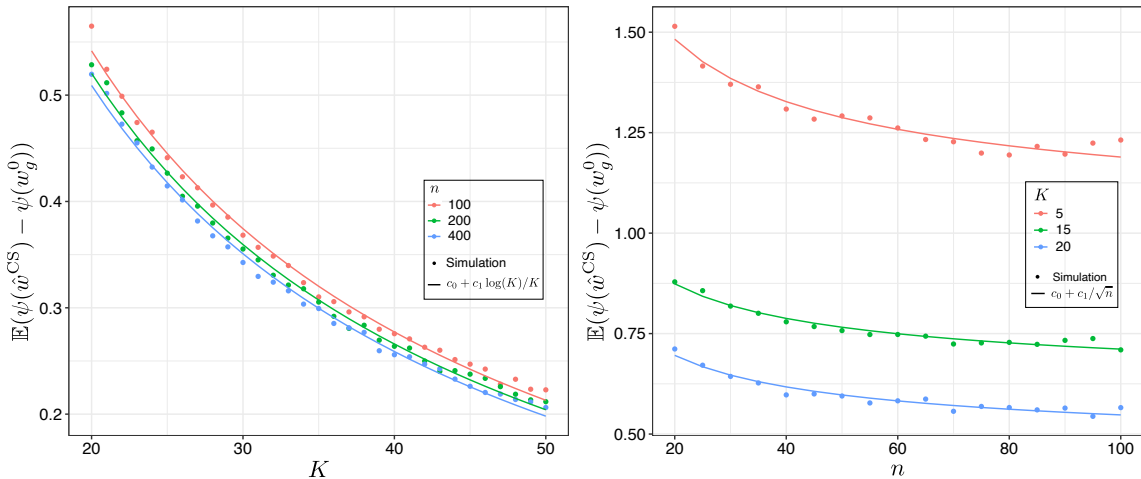 𝔼(ψ(ŵ^CS) − ψ(w_g^0))
0.5
0.4
0.3
0.2
20
30
40
50
K
n
100
200
400
Simulation
c_0 + c_1 log(K)/K
𝔼(ψ(ŵ^CS) − ψ(w_g^0))
1.50
1.25
1.00
0.75
0.50
20
40
60
80
100
n
K
5
15
20
Simulation
c_0 + c_1/√n